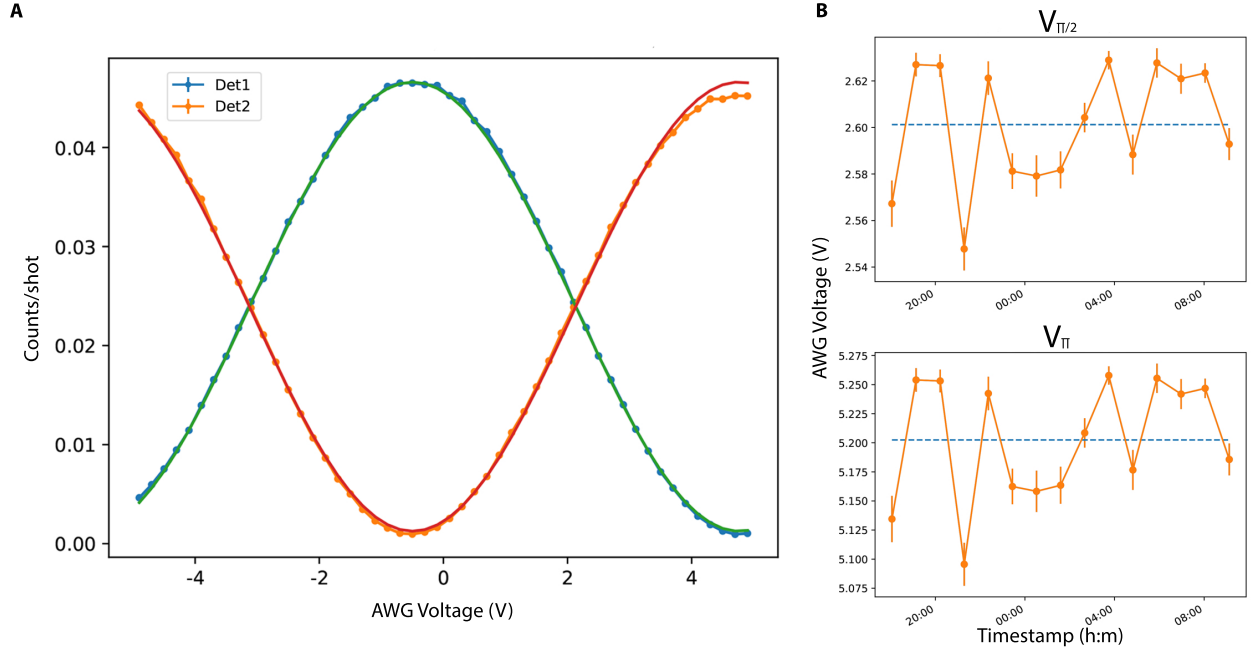 A
Det1
Det2
0.04
0.03
0.02
0.01
0.00
Counts/shot
-4 -2 0 2 4
AWG Voltage (V)
B
Vπ/2
2.62
2.60
2.58
2.56
2.54
20:00 00:00 04:00 08:00
AWG Voltage (V)
Vπ
5.275
5.250
5.225
5.200
5.175
5.150
5.125
5.100
5.075
20:00 00:00 04:00 08:00
Timestamp (h:m)